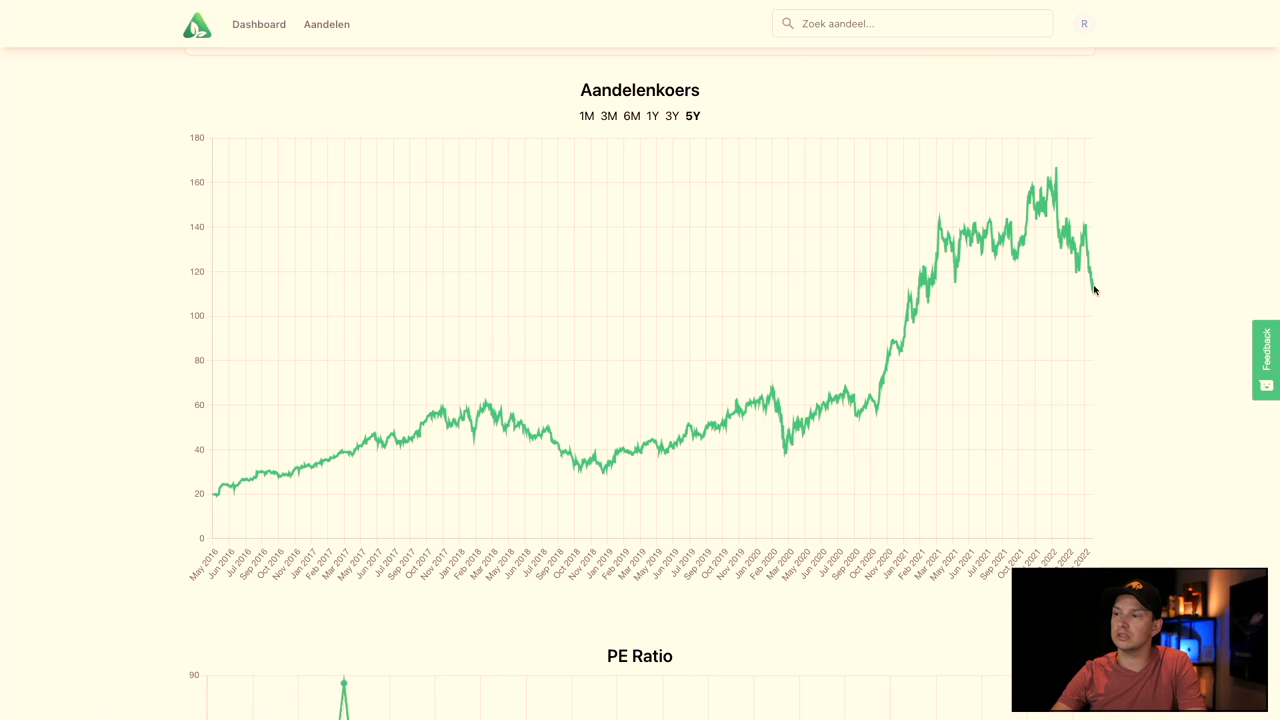 Dashboard Aandelen Zoek aandeel... R
Aandelenkoers
1M 3M 6M 1Y 3Y 5Y
180
160
140
120
100
80
60
40
20
0
May 2016 Jun 2016 Jul 2016 Sep 2016 Oct 2016 Nov 2016 Jan 2017 Feb 2017 Mar 2017 May 2017 Jun 2017 Jul 2017 Sep 2017 Oct 2017 Nov 2017 Jan 2018 Feb 2018 Mar 2018 May 2018 Jun 2018 Jul 2018 Sep 2018 Oct 2018 Nov 2018 Jan 2019 Feb 2019 Mar 2019 May 2019 Jun 2019 Jul 2019 Sep 2019 Oct 2019 Nov 2019 Jan 2020 Feb 2020 Mar 2020 May 2020 Jun 2020 Jul 2020 Sep 2020 Oct 2020 Nov 2020 Jan 2021 Feb 2021 Mar 2021 May 2021 Jun 2021 Jul 2021 Sep 2021 Oct 2021 2021 2022 2022 2022
Feedback
PE Ratio
90